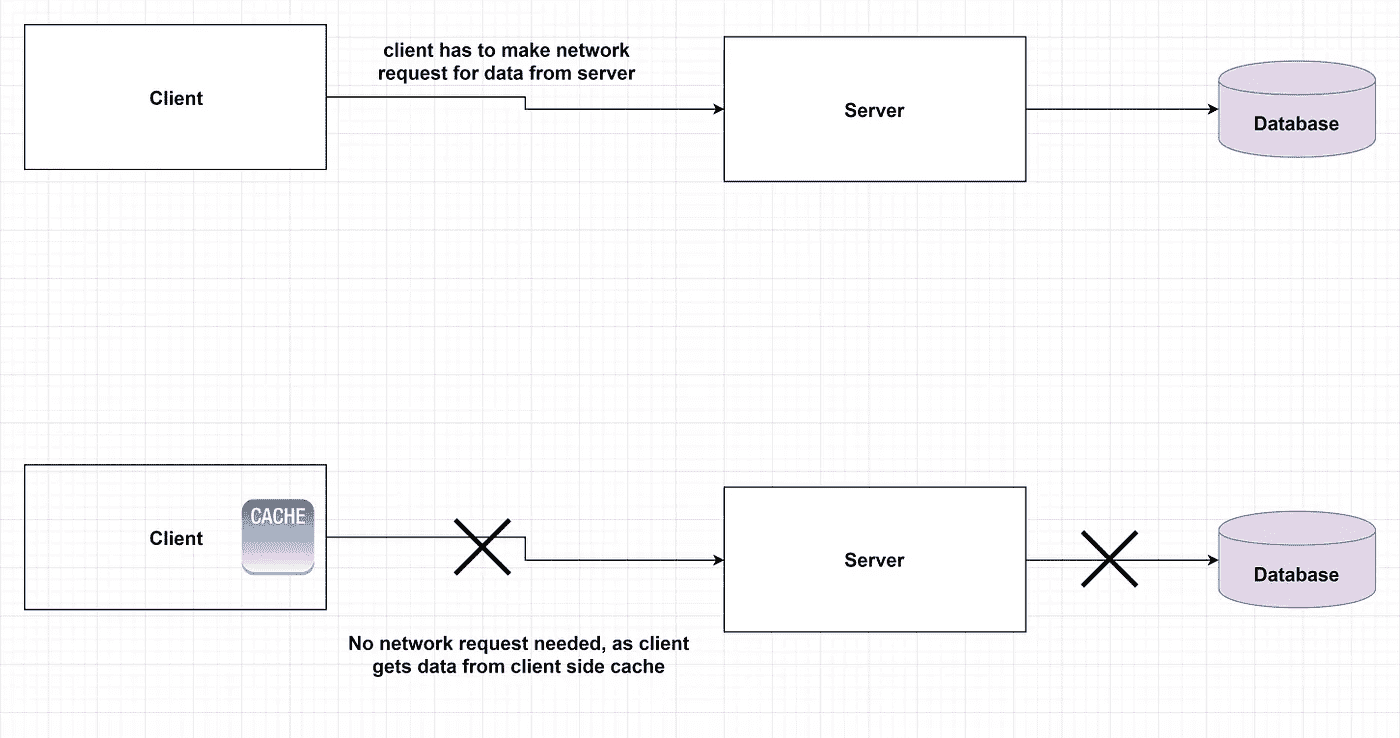 client has to make network
request for data from server
Client
Server
Database
Client
CACHE
Server
Database
No network request needed, as client
gets data from client side cache